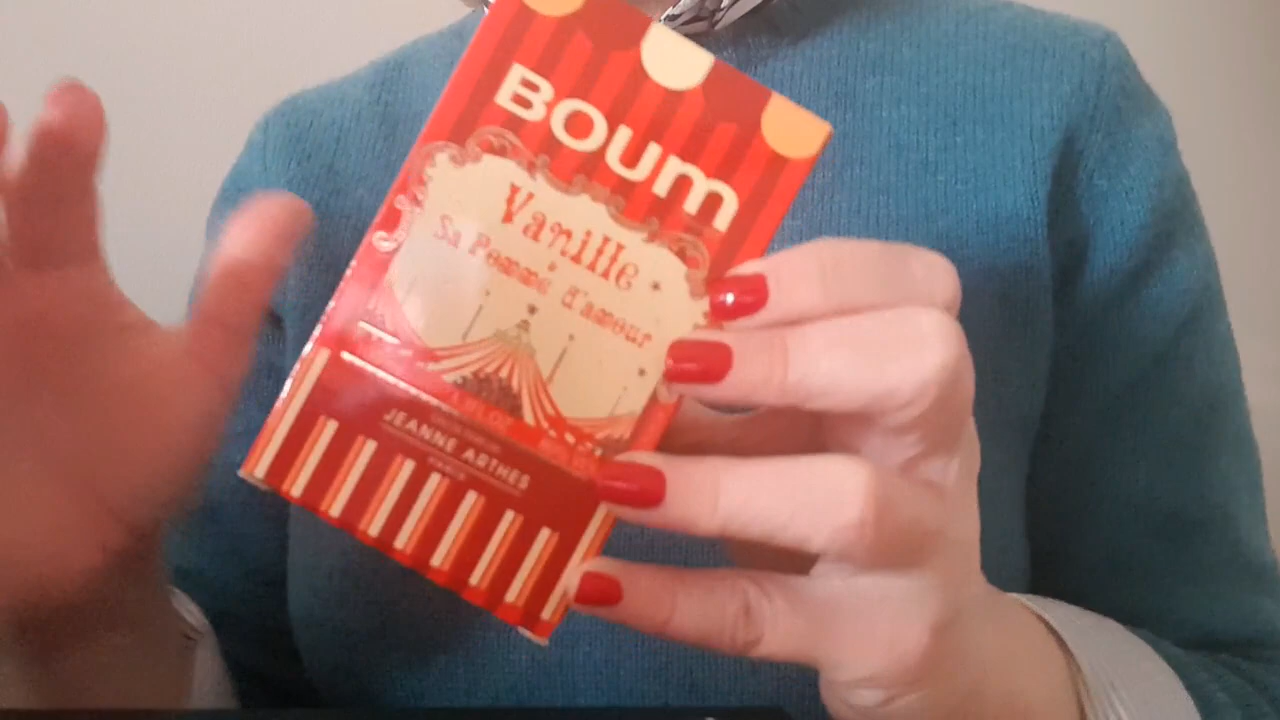 BOUM
Vanille
Sa Pomme d'amour
JEANNE ARTHES
PARIS